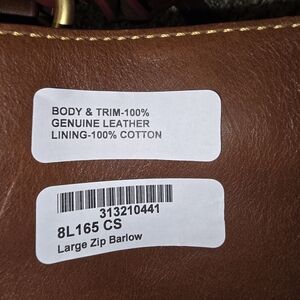 BODY & TRIM-100%
GENUINE LEATHER
LINING-100% COTTON
313210441
8L165 CS
Large Zip Barlow